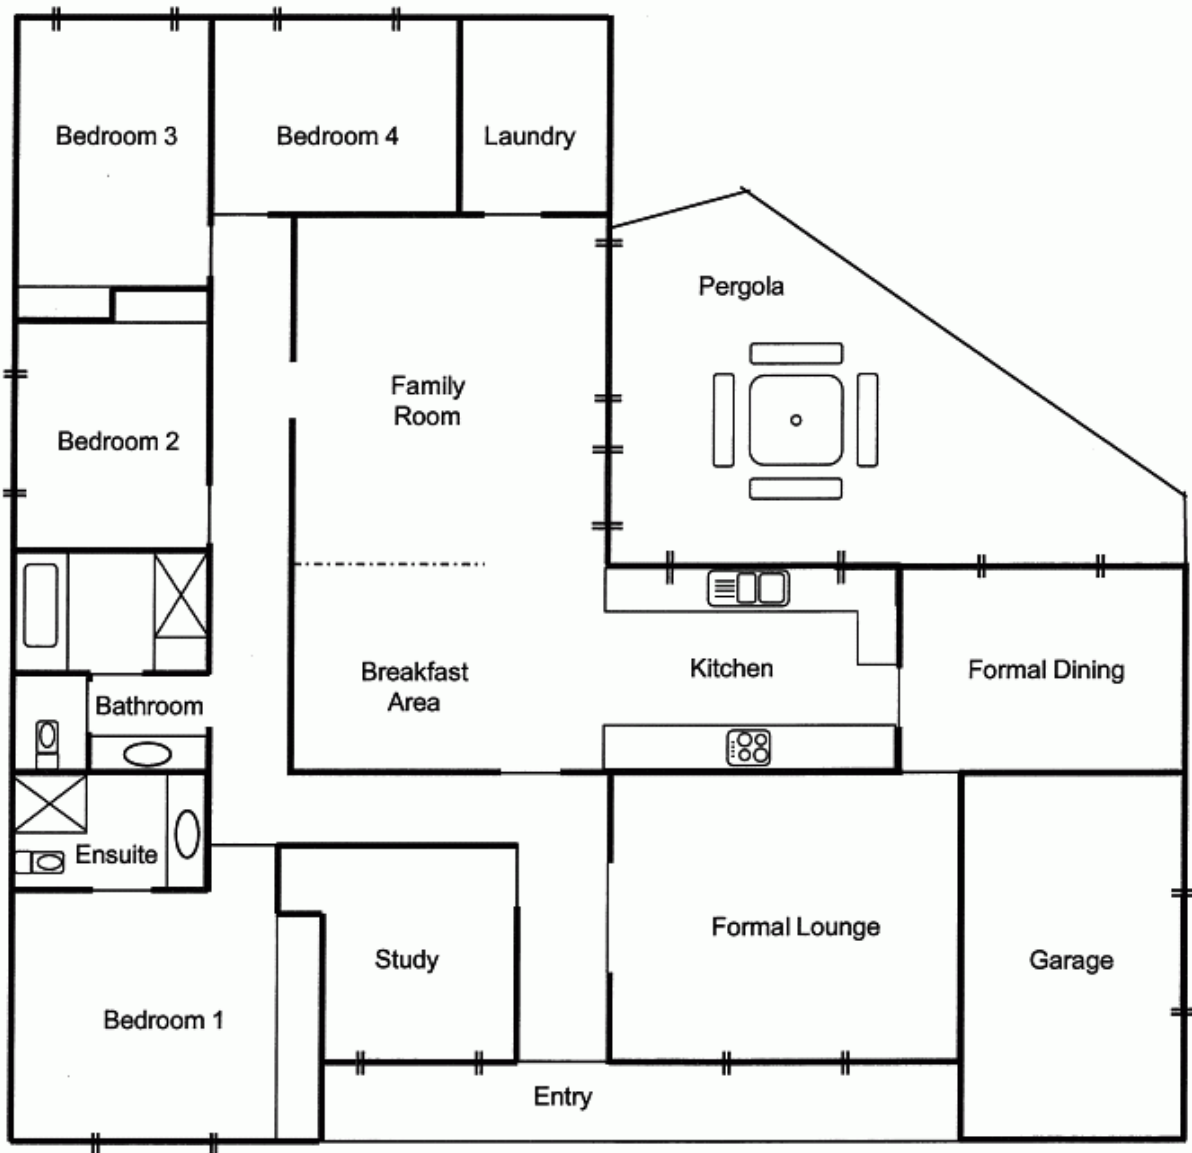 Bedroom 3
Bedroom 4
Laundry
Pergola
Family
Room
Bedroom 2
Breakfast
Area
Kitchen
Formal Dining
Bathroom
Ensuite
Formal Lounge
Study
Garage
Bedroom 1
Entry